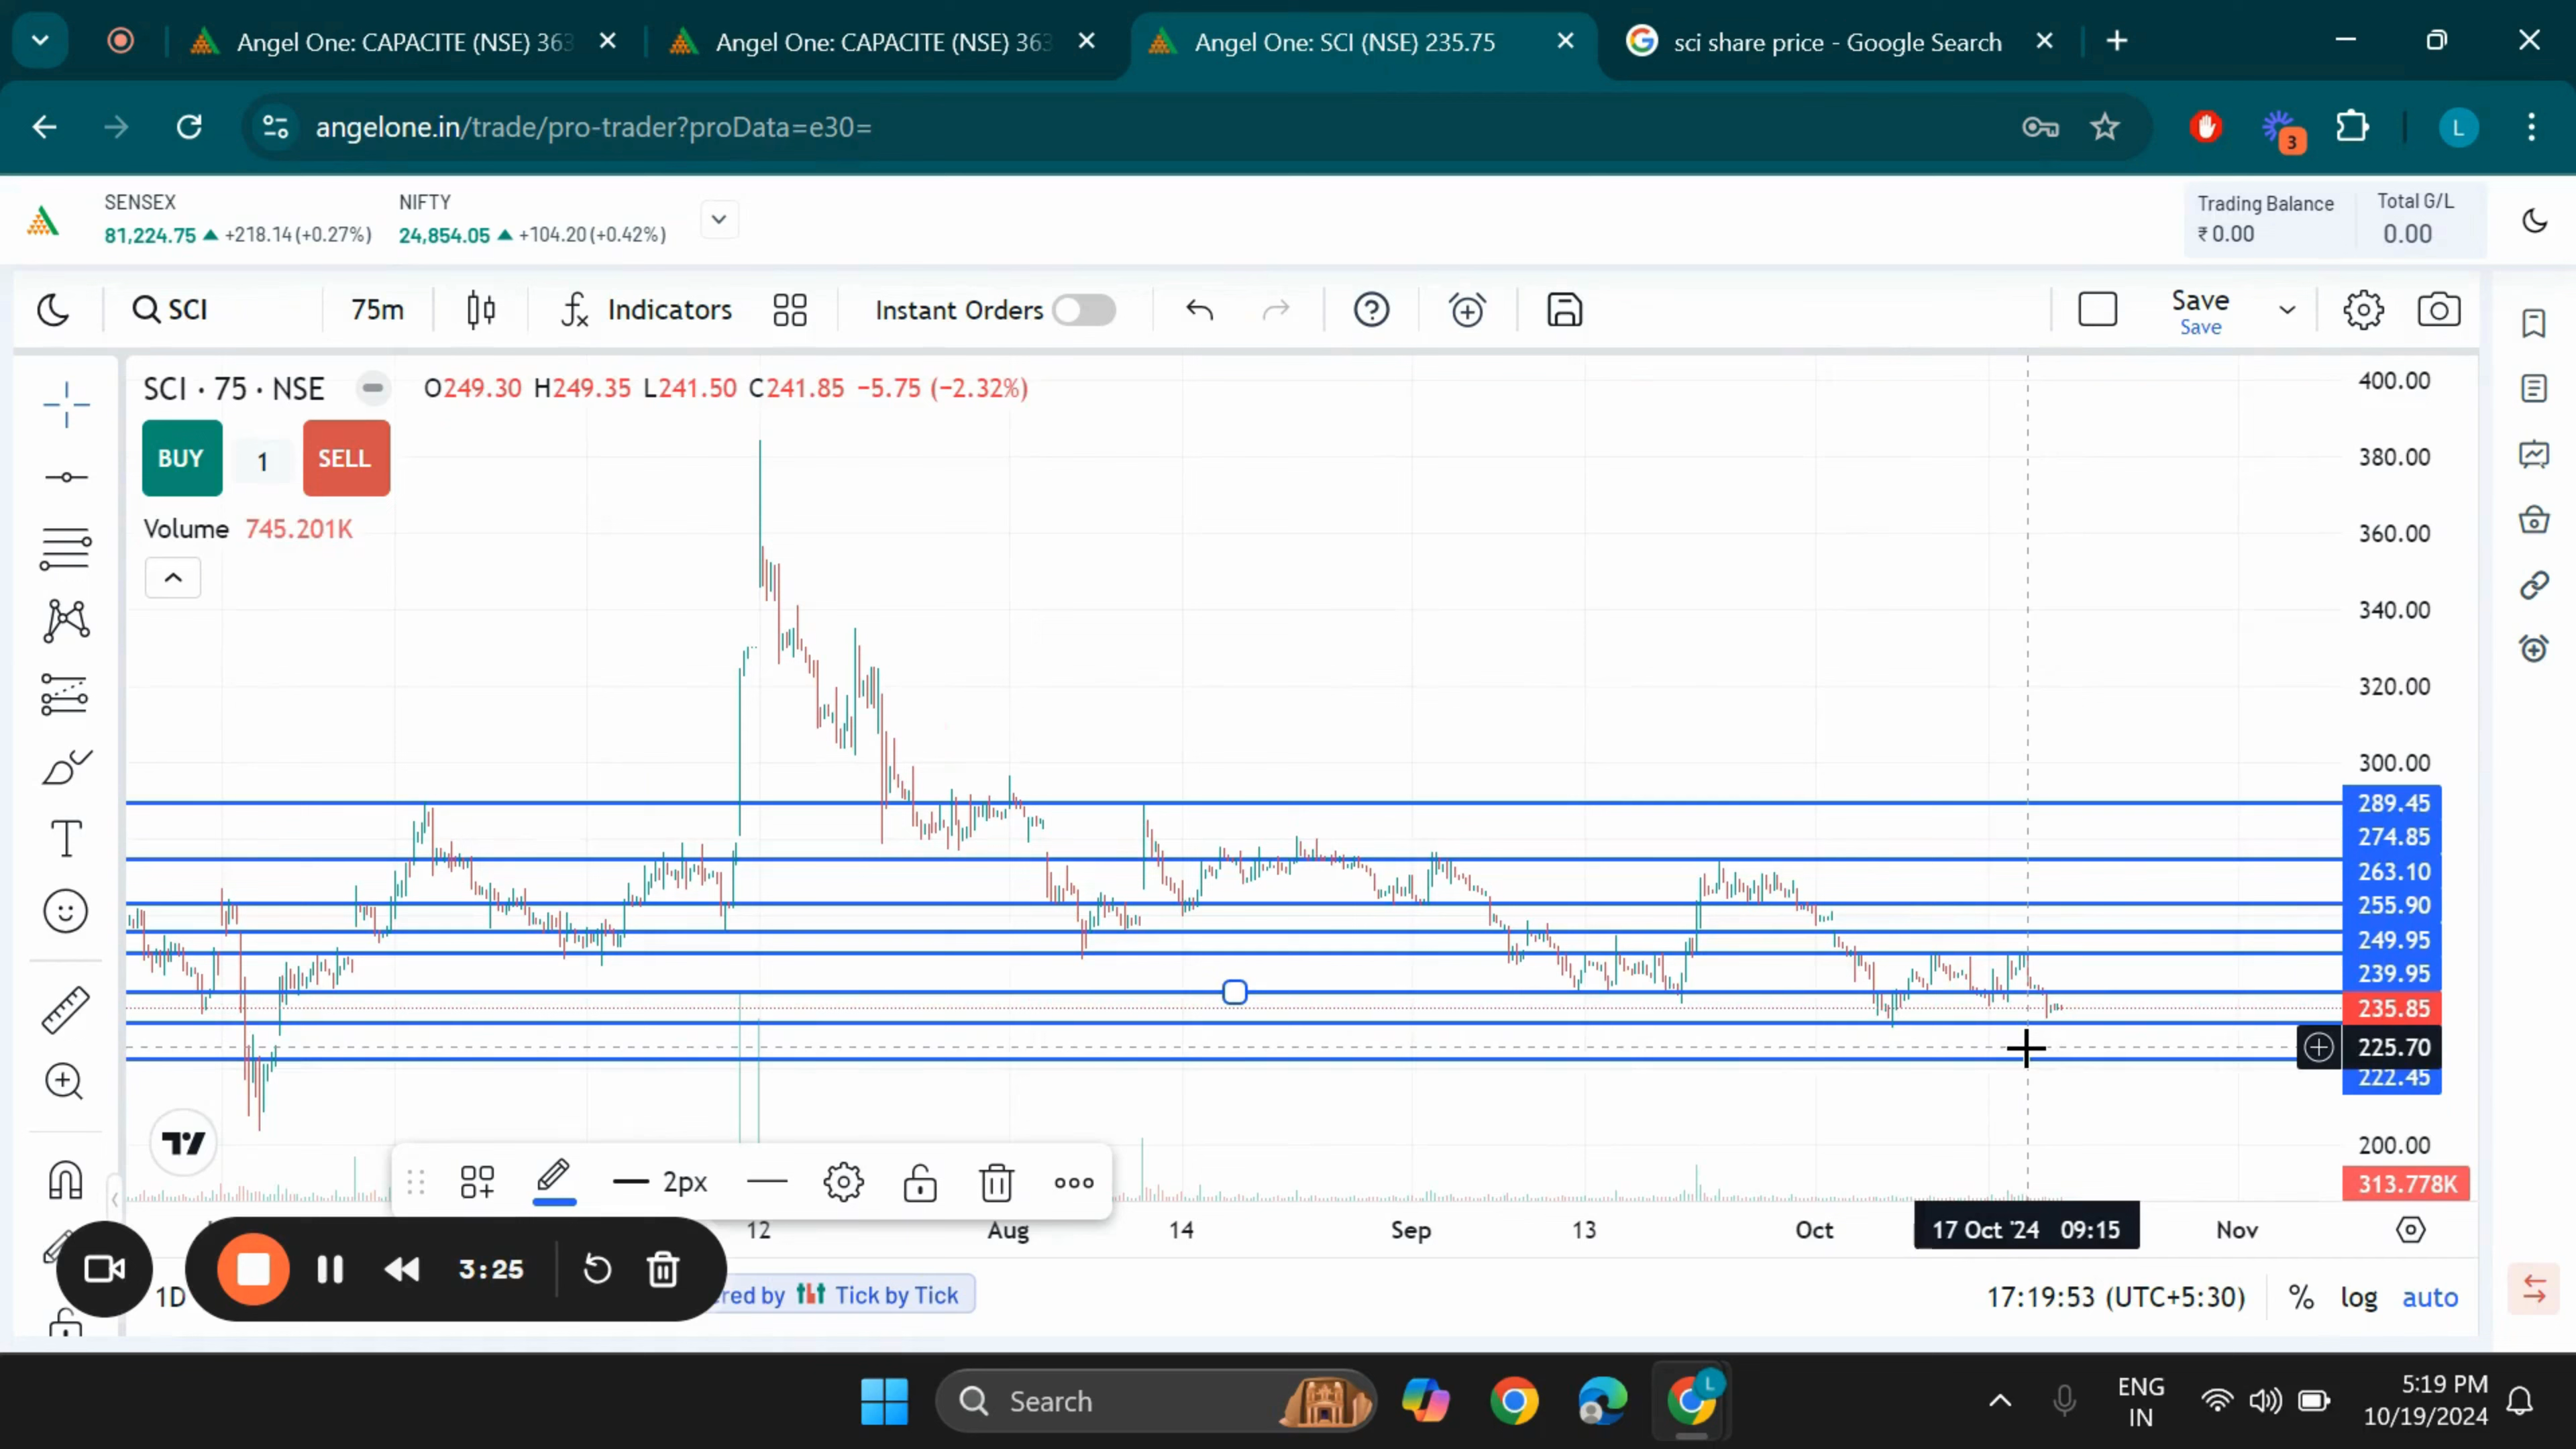 Angel One: CAPACITE (NSE) 363
Angel One: CAPACITE (NSE) 363
Angel One: SCI (NSE) 235.75
sci share price - Google Search
angelone.in/trade/pro-trader?proData=e30=
3
L
SENSEX
81,224.75 +218.14(+0.27%)
NIFTY
24,854.05 +104.20(+0.42%)
Trading Balance
₹ 0.00
Total G/L
0.00
SCI
75m
Indicators
Instant Orders
Save
Save
SCI · 75 · NSE
O249.30 H249.35 L241.50 C241.85 −5.75 (−2.32%)
BUY
1
SELL
Volume 745.201K
400.00
380.00
360.00
340.00
320.00
300.00
289.45
274.85
263.10
255.90
249.95
239.95
235.85
225.70
222.45
200.00
313.778K
2px
12
Aug
14
Sep
13
Oct
17 Oct '24 09:15
Nov
3:25
1D
red by Tick by Tick
17:19:53 (UTC+5:30)
%
log
auto
Search
L
ENG
IN
5:19 PM
10/19/2024